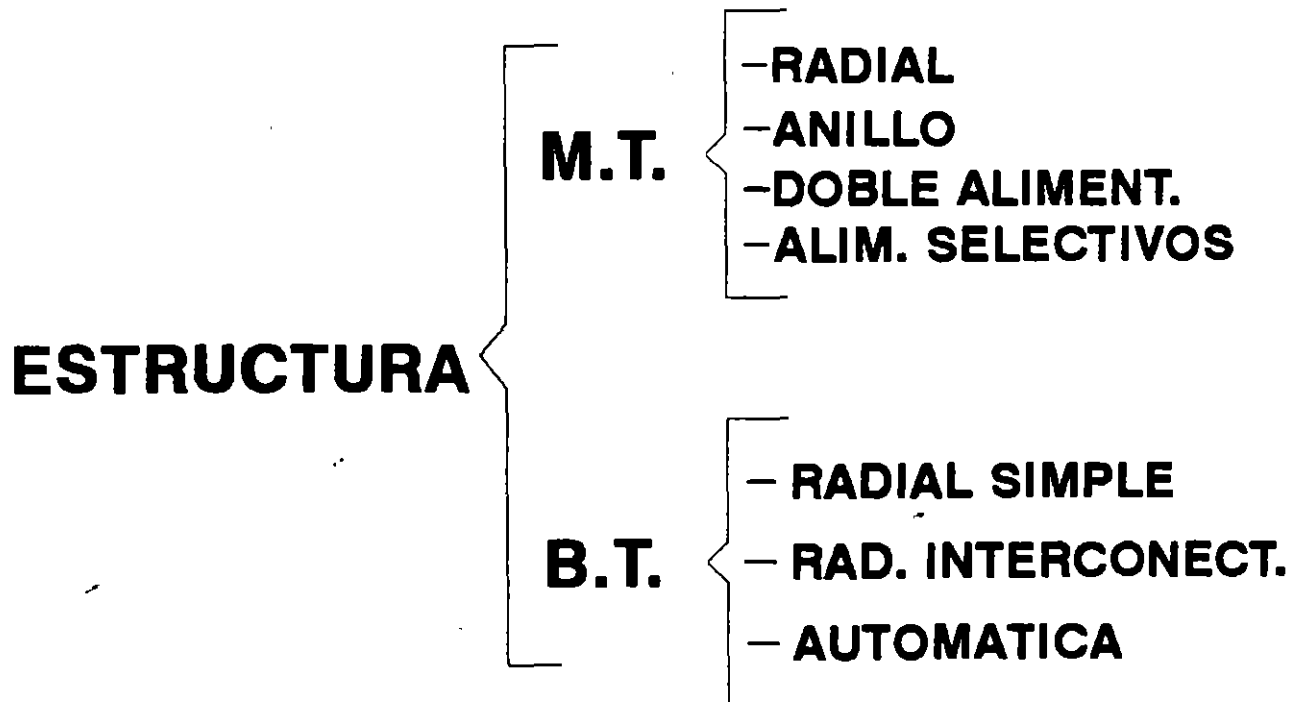 ESTRUCTURA
M.T.
-RADIAL
-ANILLO
-DOBLE ALIMENT.
-ALIM. SELECTIVOS
B.T.
- RADIAL SIMPLE
- RAD. INTERCONECT.
- AUTOMATICA